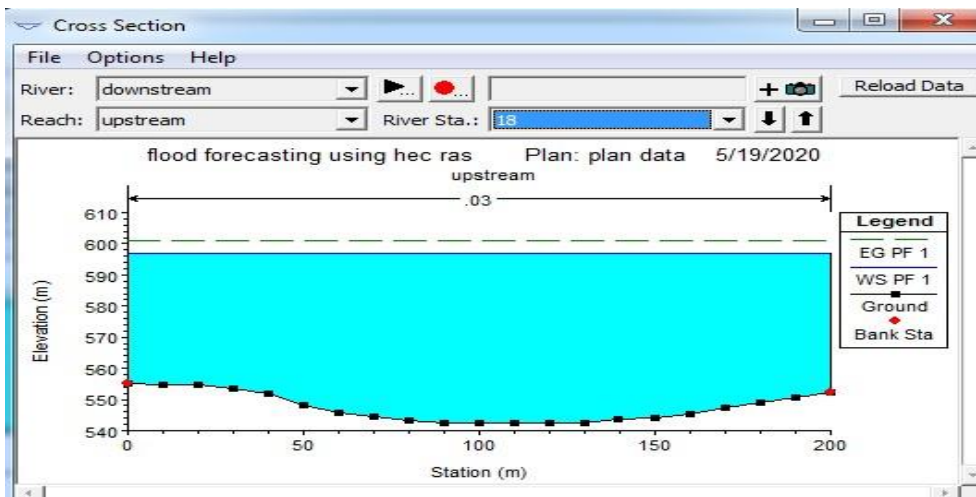 Cross Section
File Options Help
River: downstream Reload Data
Reach: upstream River Sta.: 18
flood forecasting using hec ras Plan: plan data 5/19/2020
upstream
.03
Legend
EG PF 1
WS PF 1
Ground
Bank Sta
Elevation (m)
610
600
590
580
570
560
550
540
0 50 100 150 200
Station (m)